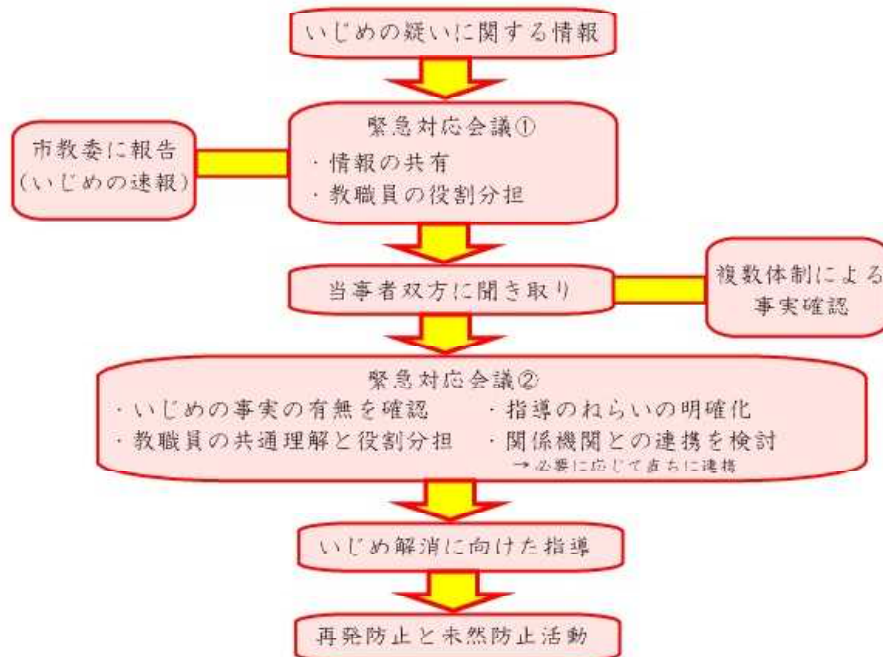 いじめの疑いに関する情報
緊急対応会議①
・情報の共有
・教職員の役割分担
市教委に報告
(いじめの速報)
当事者双方に聞き取り
複数体制による
事実確認
緊急対応会議②
・いじめの事実の有無を確認
・教職員の共通理解と役割分担
・指導のねらいの明確化
・関係機関との連携を検討
→必要に応じて直ちに連携
いじめ解消に向けた指導
再発防止と未然防止活動